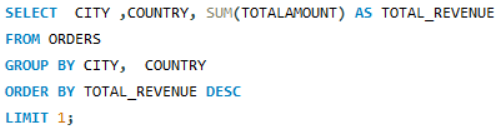 SELECT CITY ,COUNTRY, SUM(TOTALAMOUNT) AS TOTAL_REVENUE
FROM ORDERS
GROUP BY CITY, COUNTRY
ORDER BY TOTAL_REVENUE DESC
LIMIT 1;